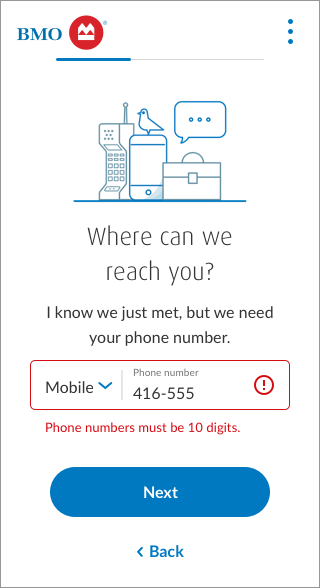 BMO
Where can we
reach you?
I know we just met, but we need
your phone number.
Mobile
Phone number
416-555
Phone numbers must be 10 digits.
Next
Back